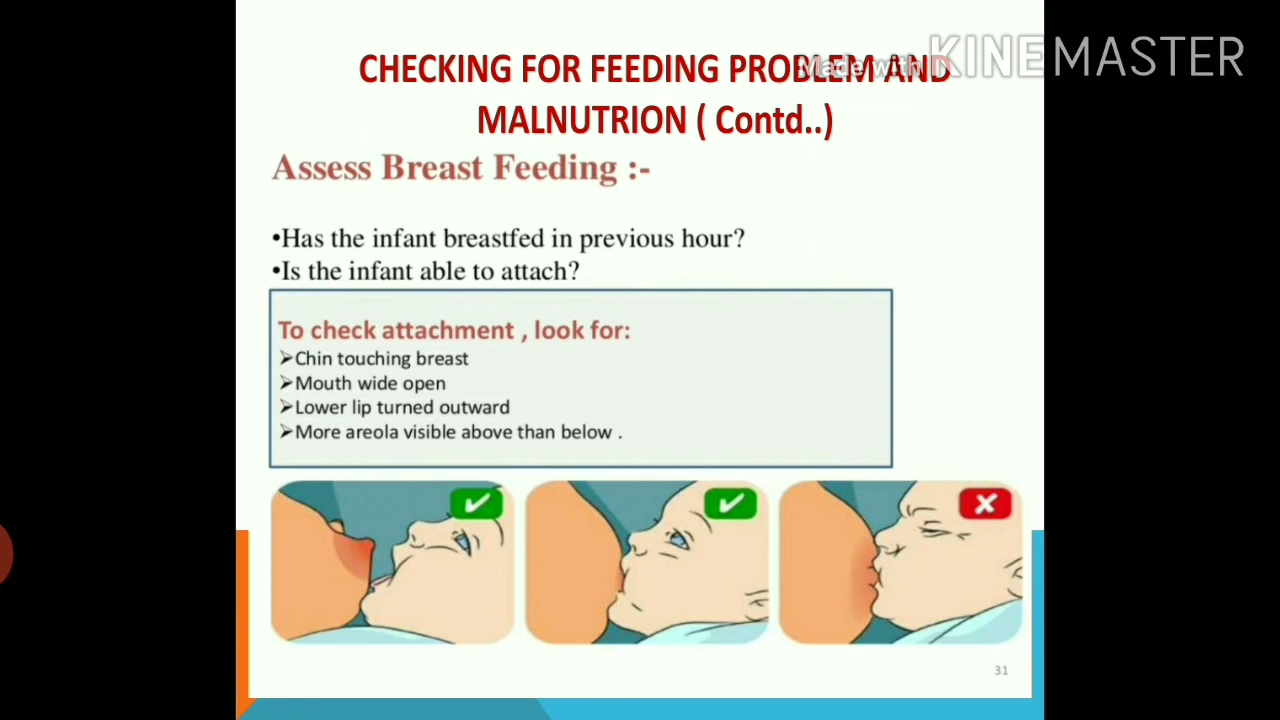 CHECKING FOR FEEDING PROBLEM AND
Made with KINEMASTER
MALNUTRION ( Contd..)
Assess Breast Feeding :-
•Has the infant breastfed in previous hour?
•Is the infant able to attach?
To check attachment , look for:
➢Chin touching breast
➢Mouth wide open
➢Lower lip turned outward
➢More areola visible above than below .
31